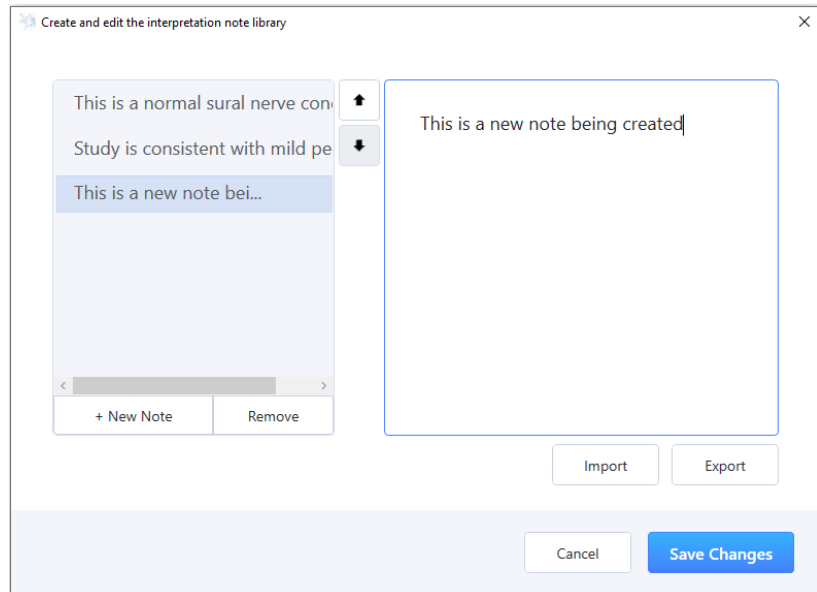 Create and edit the interpretation note library
This is a normal sural nerve con
Study is consistent with mild pe
This is a new note bei...
This is a new note being created
+ New Note
Remove
Import
Export
Cancel
Save Changes